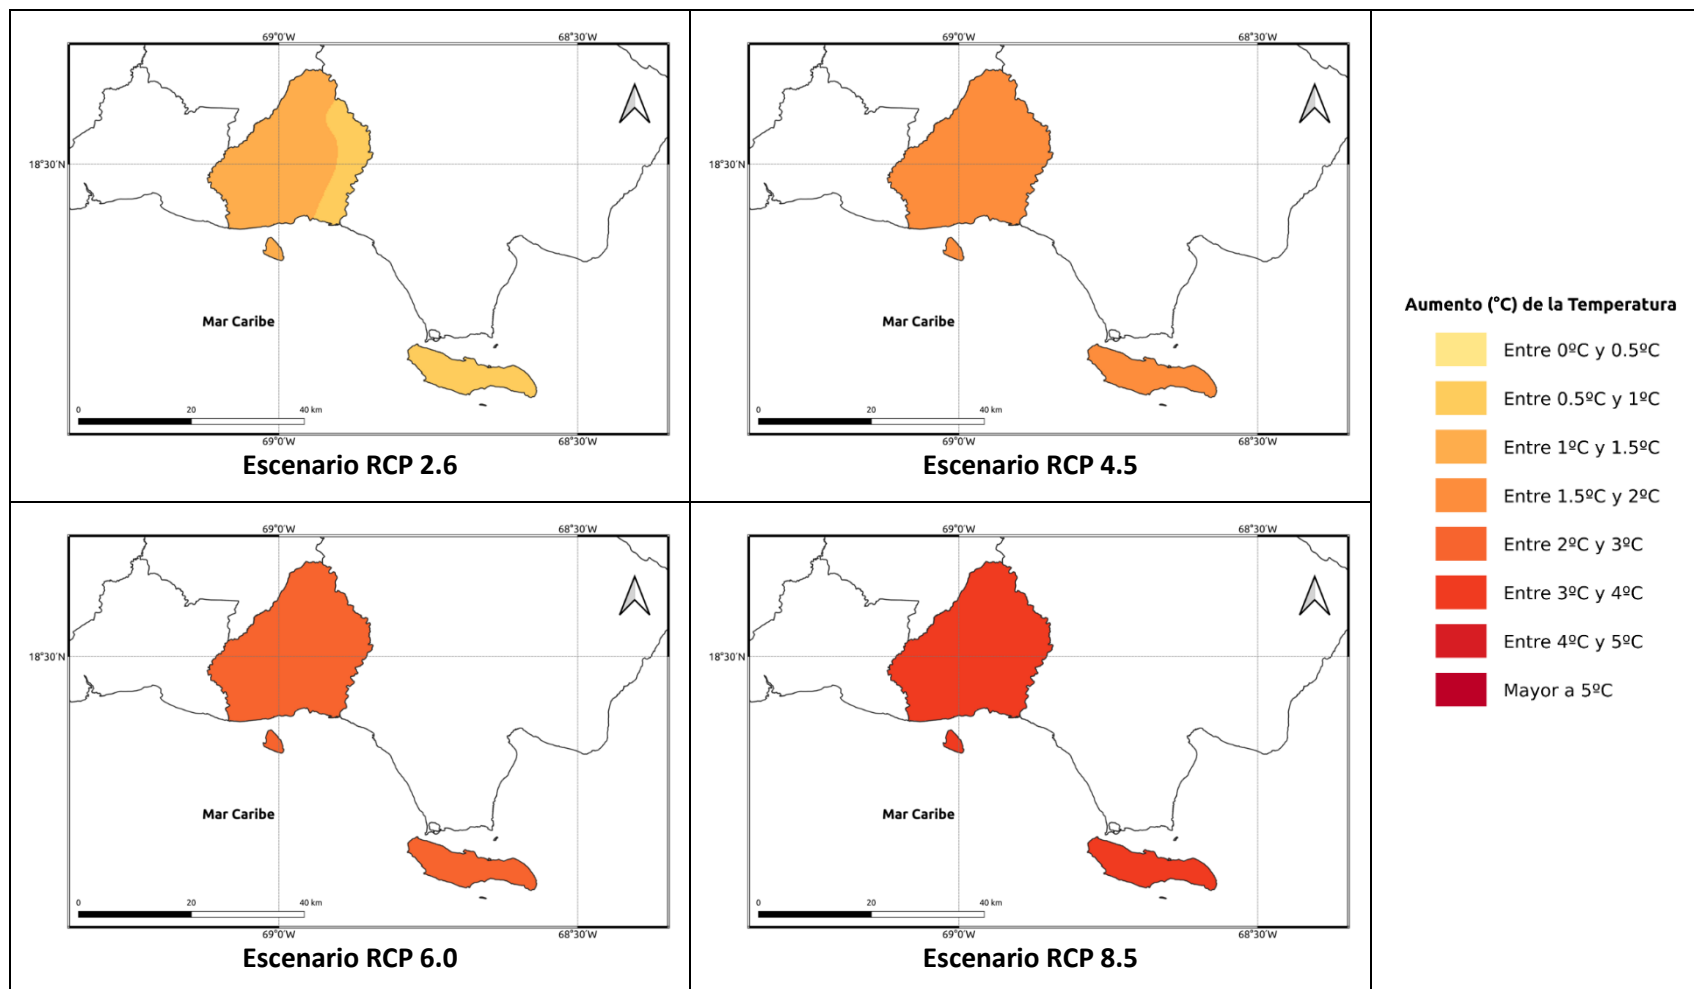 69°0'W 68°30'W
18°30'N
Mar Caribe
0 20 40 km
69°0'W 68°30'W
Escenario RCP 2.6
69°0'W 68°30'W
18°30'N
Mar Caribe
0 20 40 km
69°0'W 68°30'W
Escenario RCP 4.5
69°0'W 68°30'W
18°30'N
Mar Caribe
0 20 40 km
69°0'W 68°30'W
Escenario RCP 6.0
69°0'W 68°30'W
18°30'N
Mar Caribe
0 20 40 km
69°0'W 68°30'W
Escenario RCP 8.5
Aumento (°C) de la Temperatura
Entre 0ºC y 0.5ºC
Entre 0.5ºC y 1ºC
Entre 1ºC y 1.5ºC
Entre 1.5ºC y 2ºC
Entre 2ºC y 3ºC
Entre 3ºC y 4ºC
Entre 4ºC y 5ºC
Mayor a 5ºC